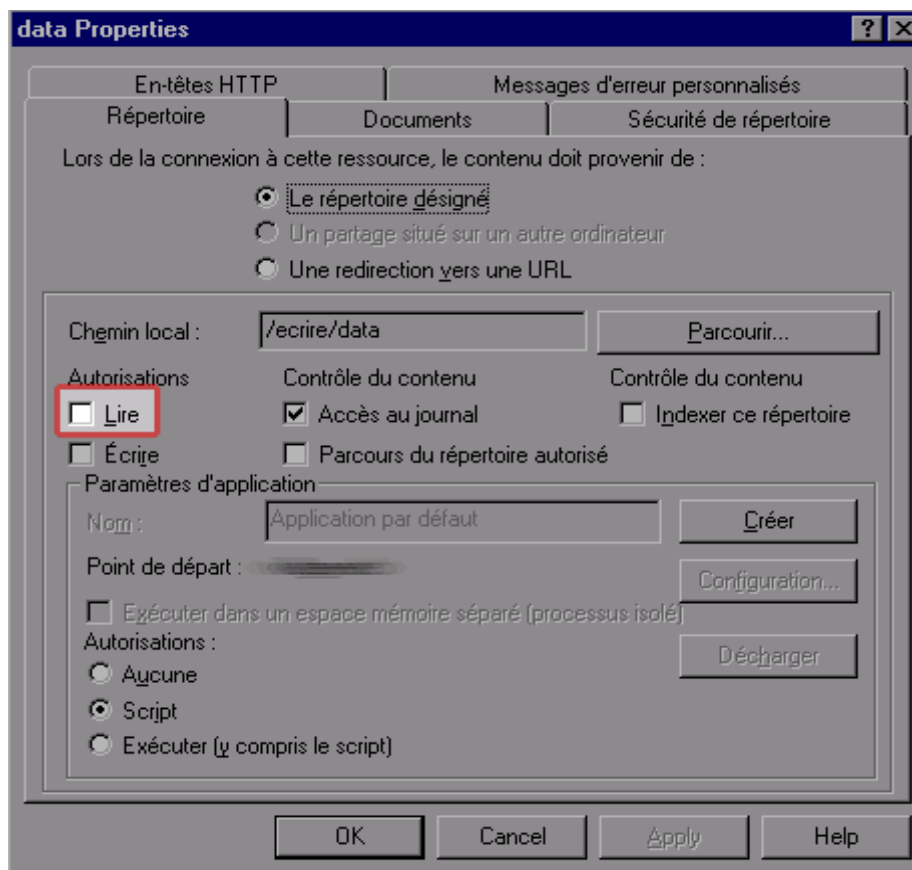 data Properties
En-têtes HTTP Messages d'erreur personnalisés
Répertoire Documents Sécurité de répertoire
Lors de la connexion à cette ressource, le contenu doit provenir de :
Le répertoire désigné
Un partage situé sur un autre ordinateur
Une redirection vers une URL
Chemin local : /ecrire/data Parcourir...
Autorisations Contrôle du contenu Contrôle du contenu
Lire Accès au journal Indexer ce répertoire
Écrire Parcours du répertoire autorisé
Paramètres d'application
Nom : Application par défaut Créer
Point de départ : Configuration...
Exécuter dans un espace mémoire séparé (processus isolé)
Autorisations : Décharger
Aucune
Script
Exécuter (y compris le script)
OK Cancel Apply Help